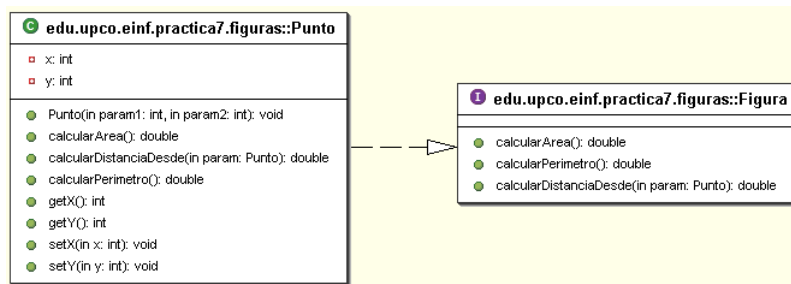 C edu.upco.einf.practica7.figuras::Punto
x: int
y: int
Punto(in param1: int, in param2: int): void
calcularArea(): double
calcularDistanciaDesde(in param: Punto): double
calcularPerimetro(): double
getX(): int
getY(): int
setX(in x: int): void
setY(in y: int): void
I edu.upco.einf.practica7.figuras::Figura
calcularArea(): double
calcularPerimetro(): double
calcularDistanciaDesde(in param: Punto): double